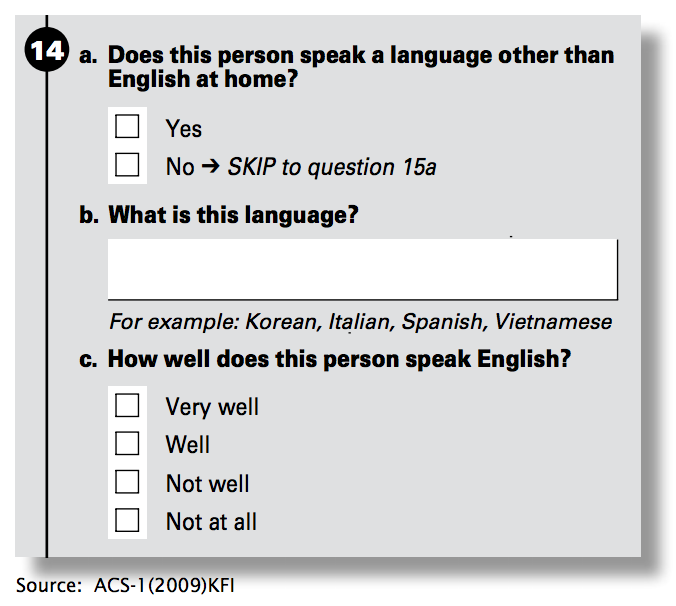 14 a. Does this person speak a language other than
English at home?
Yes
No ➔ SKIP to question 15a
b. What is this language?
For example: Korean, Italian, Spanish, Vietnamese
c. How well does this person speak English?
Very well
Well
Not well
Not at all
Source: ACS-1(2009)KFI